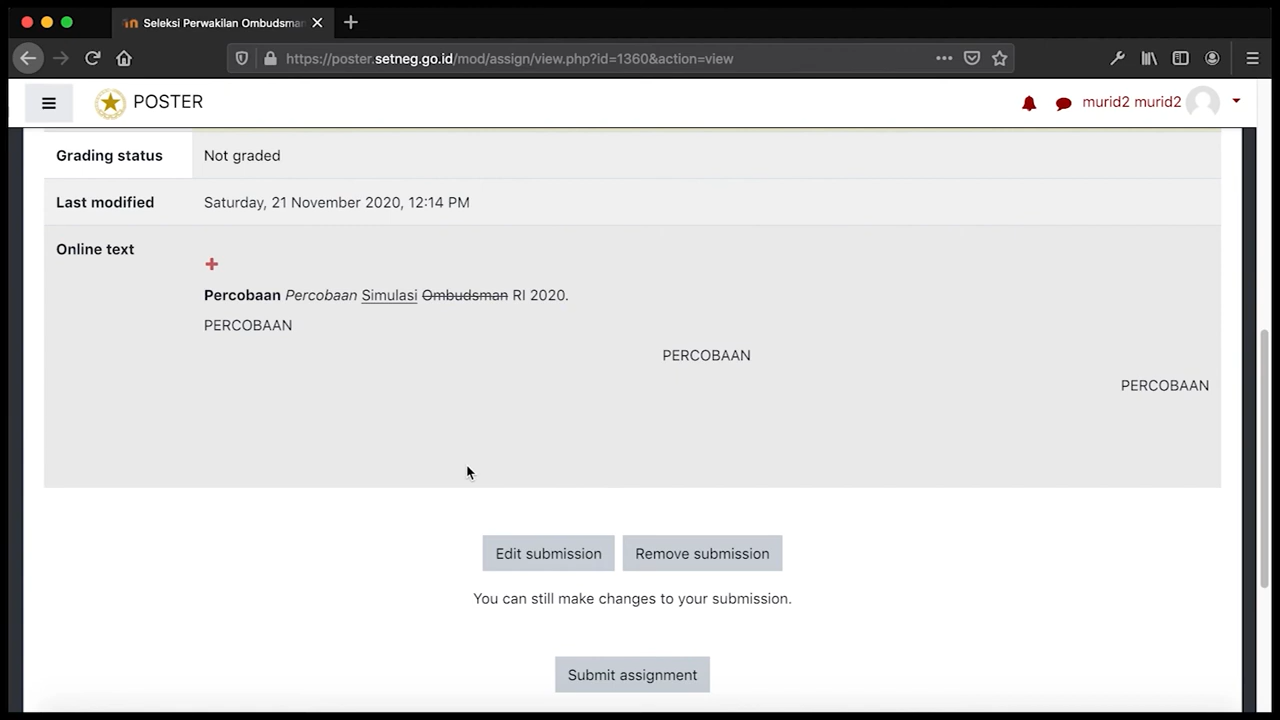 Seleksi Perwakilan Ombudsman
https://poster.setneg.go.id/mod/assign/view.php?id=1360&action=view
POSTER
murid2 murid2
Grading status Not graded
Last modified Saturday, 21 November 2020, 12:14 PM
Online text
Percobaan Percobaan Simulasi Ombudsman RI 2020.
PERCOBAAN
PERCOBAAN
PERCOBAAN
Edit submission Remove submission
You can still make changes to your submission.
Submit assignment